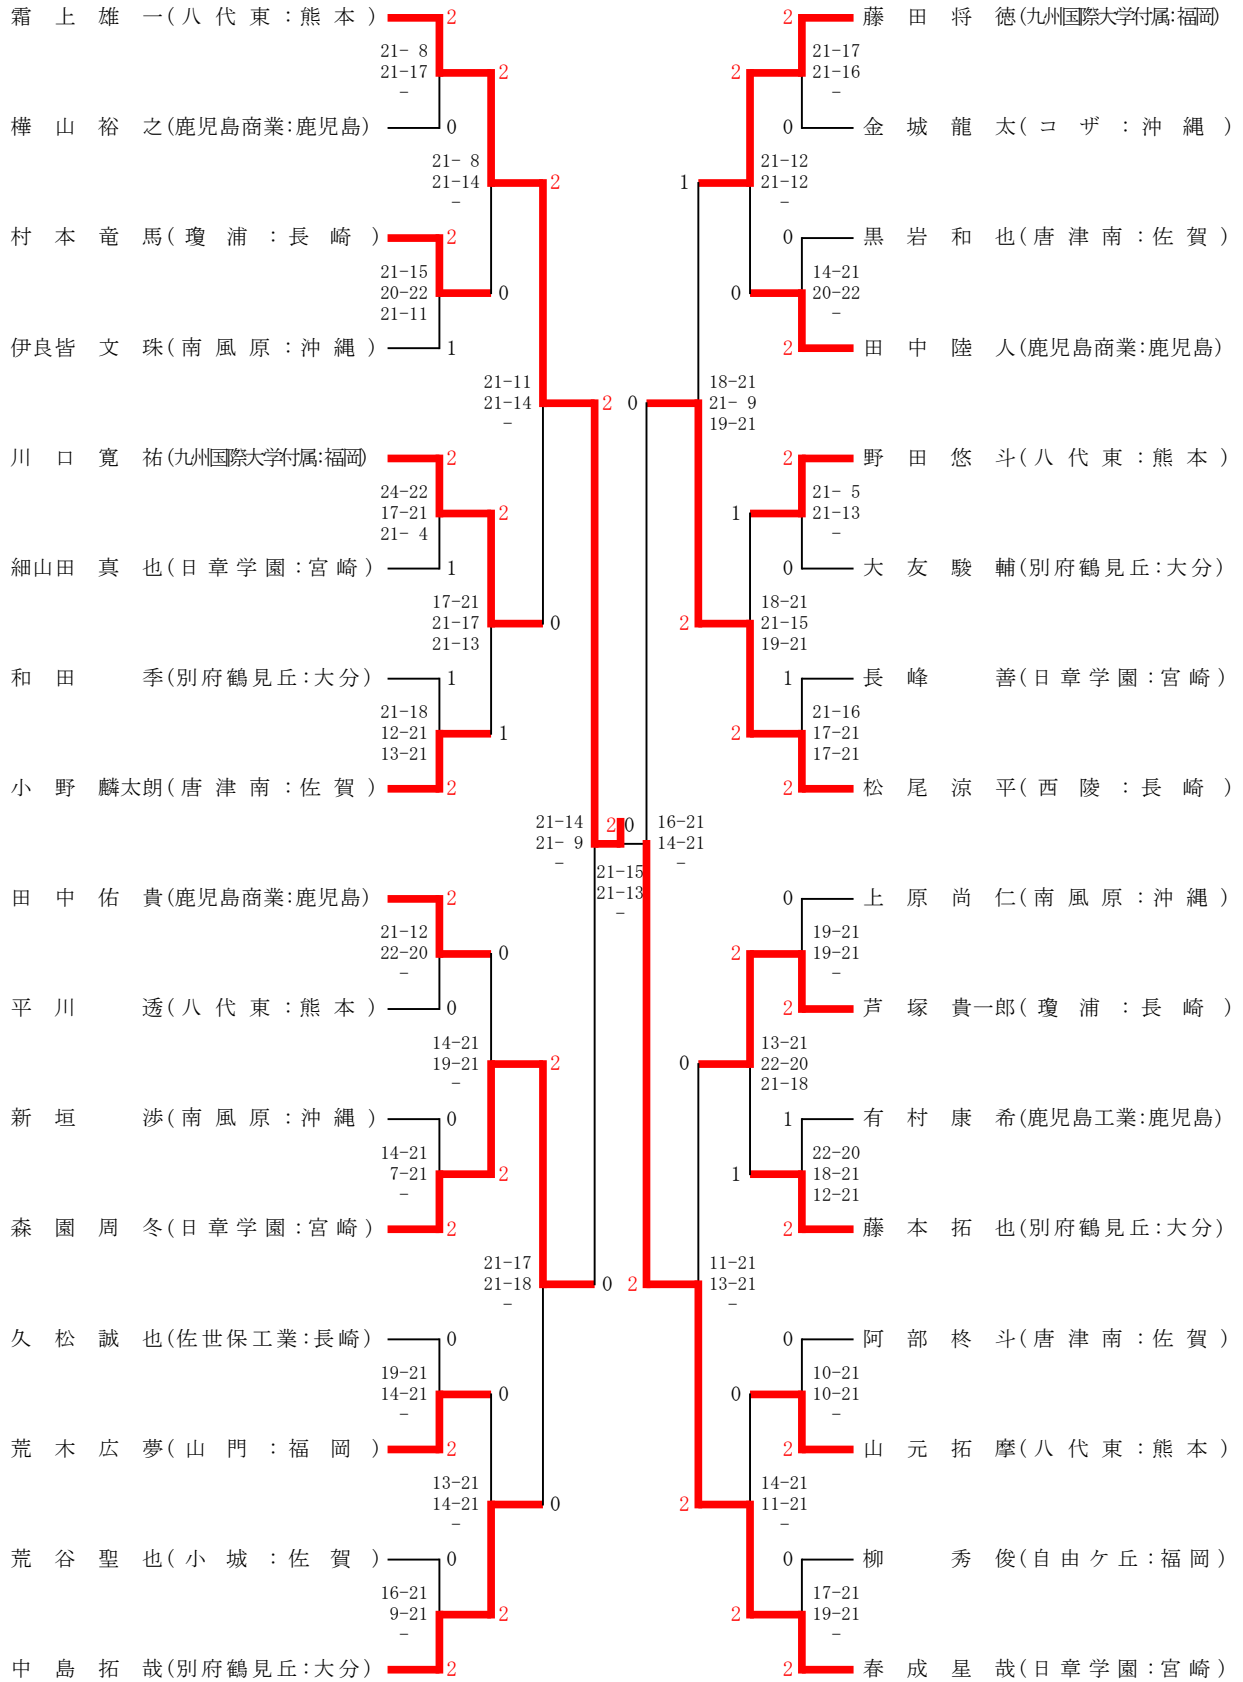 霜上雄一(八代東:熊本) 2
21- 8
21-17 2
-
樺山裕之(鹿児島商業:鹿児島) 0
21- 8
21-14 2
-
村本竜馬(瓊浦:長崎) 2
21-15
20-22 0
21-11
伊良皆文珠(南風原:沖縄) 1
21-11
21-14 2
-
川口寛祐(九州国際大学付属:福岡) 2
24-22
17-21 2
21- 4
細山田真也(日章学園:宮崎) 1
17-21
21-17 0
21-13
和田季(別府鶴見丘:大分) 1
21-18
12-21 1
13-21
小野麟太朗(唐津南:佐賀) 2
21-14 2
21- 9
-
田中佑貴(鹿児島商業:鹿児島) 2
21-12
22-20 0
-
平川透(八代東:熊本) 0
14-21
19-21 2
-
新垣渉(南風原:沖縄) 0
14-21
7-21 2
-
森園周冬(日章学園:宮崎) 2
21-17
21-18 0
-
久松誠也(佐世保工業:長崎) 0
19-21
14-21 0
-
荒木広夢(山門:福岡) 2
13-21
14-21 0
-
荒谷聖也(小城:佐賀) 0
16-21
9-21 2
-
中島拓哉(別府鶴見丘:大分) 2
21-15
21-13
-
2 藤田将徳(九州国際大学付属:福岡)
21-17
2 21-16
-
0 金城龍太(コザ:沖縄)
21-12
1 21-12
-
0 黒岩和也(唐津南:佐賀)
14-21
0 20-22
-
2 田中陸人(鹿児島商業:鹿児島)
18-21
0 21- 9
19-21
2 野田悠斗(八代東:熊本)
21- 5
1 21-13
-
0 大友駿輔(別府鶴見丘:大分)
18-21
2 21-15
19-21
1 長峰善(日章学園:宮崎)
21-16
2 17-21
17-21
2 松尾涼平(西陵:長崎)
0 16-21
14-21
-
0 上原尚仁(南風原:沖縄)
19-21
2 19-21
-
2 芦塚貴一郎(瓊浦:長崎)
13-21
0 22-20
21-18
1 有村康希(鹿児島工業:鹿児島)
22-20
1 18-21
12-21
2 藤本拓也(別府鶴見丘:大分)
11-21
2 13-21
-
0 阿部柊斗(唐津南:佐賀)
10-21
0 10-21
-
2 山元拓摩(八代東:熊本)
14-21
2 11-21
-
0 柳秀俊(自由ケ丘:福岡)
17-21
2 19-21
-
2 春成星哉(日章学園:宮崎)